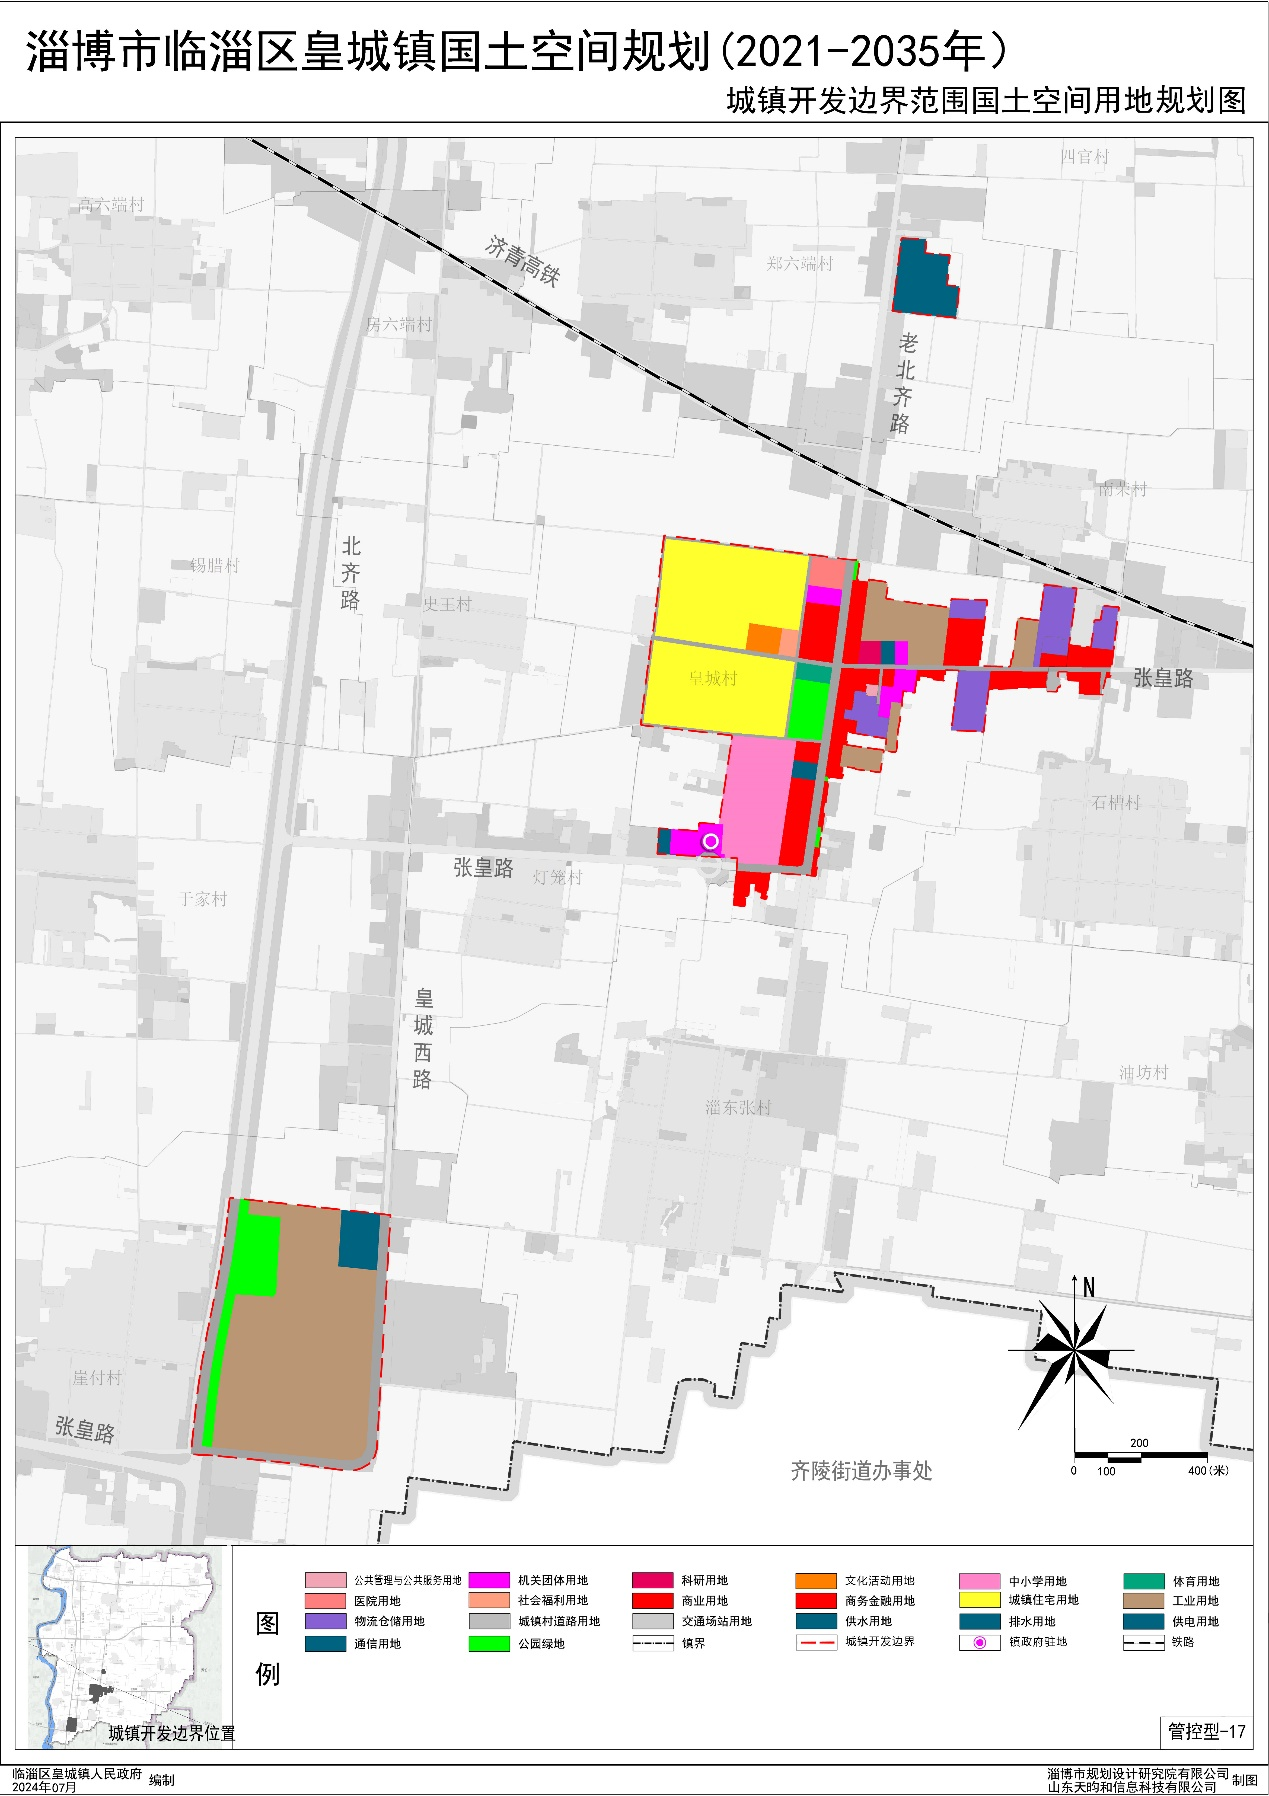 淄博市临淄区皇城镇国土空间规划(2021-2035年)
城镇开发边界范围国土空间用地规划图
四官村
高六端村
济青高铁
郑六端村
房六端村
老北齐路
南荣村
北齐路
锡腊村
史王村
皇城村
张皇路
石槽村
张皇路
灯笼村
于家村
皇城西路
油坊村
淄东张村
N
崖付村
张皇路
200
0 100 400(米)
齐陵街道办事处
图例
公共管理与公共服务用地 机关团体用地 科研用地 文化活动用地 中小学用地 体育用地
医院用地 社会福利用地 商业用地 商务金融用地 城镇住宅用地 工业用地
物流仓储用地 城镇村道路用地 交通场站用地 供水用地 排水用地 供电用地
通信用地 公园绿地 镇界 城镇开发边界 镇政府驻地 铁路
城镇开发边界位置
管控型-17
临淄区皇城镇人民政府 编制
2024年07月
淄博市规划设计研究院有限公司 制图
山东天昀和信息科技有限公司